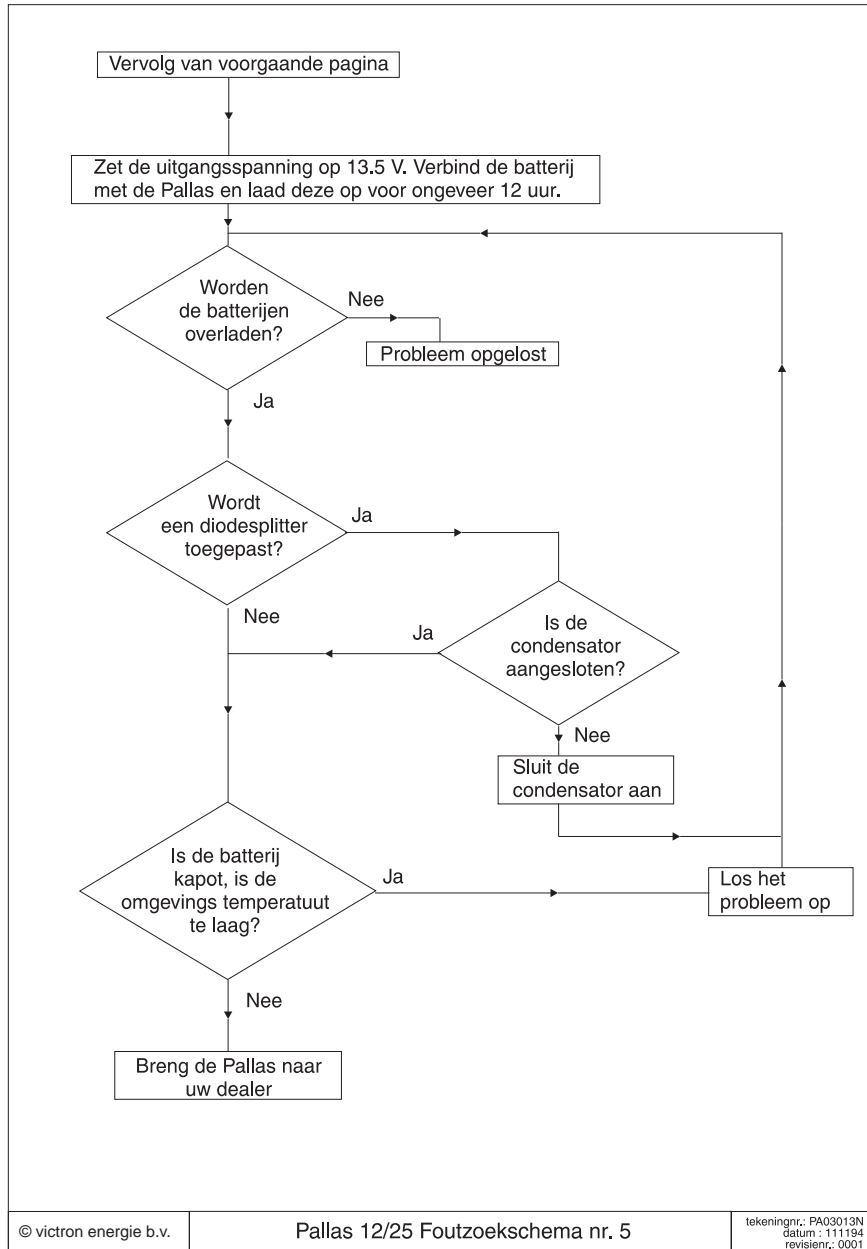 Vervolg van voorgaande pagina
Zet de uitgangsspanning op 13.5 V. Verbind de batterij
met de Pallas en laad deze op voor ongeveer 12 uur.
Worden
de batterijen
overladen?
Nee
Probleem opgelost
Ja
Wordt
een diodesplitter
toegepast?
Ja
Nee
Is de
condensator
aangesloten?
Ja
Nee
Sluit de
condensator aan
Is de batterij
kapot, is de
omgevings temperatuut
te laag?
Ja
Los het
probleem op
Nee
Breng de Pallas naar
uw dealer
© victron energie b.v.
Pallas 12/25 Foutzoekschema nr. 5
tekeningnr.: PA03013N
datum : 111194
revisienr.: 0001